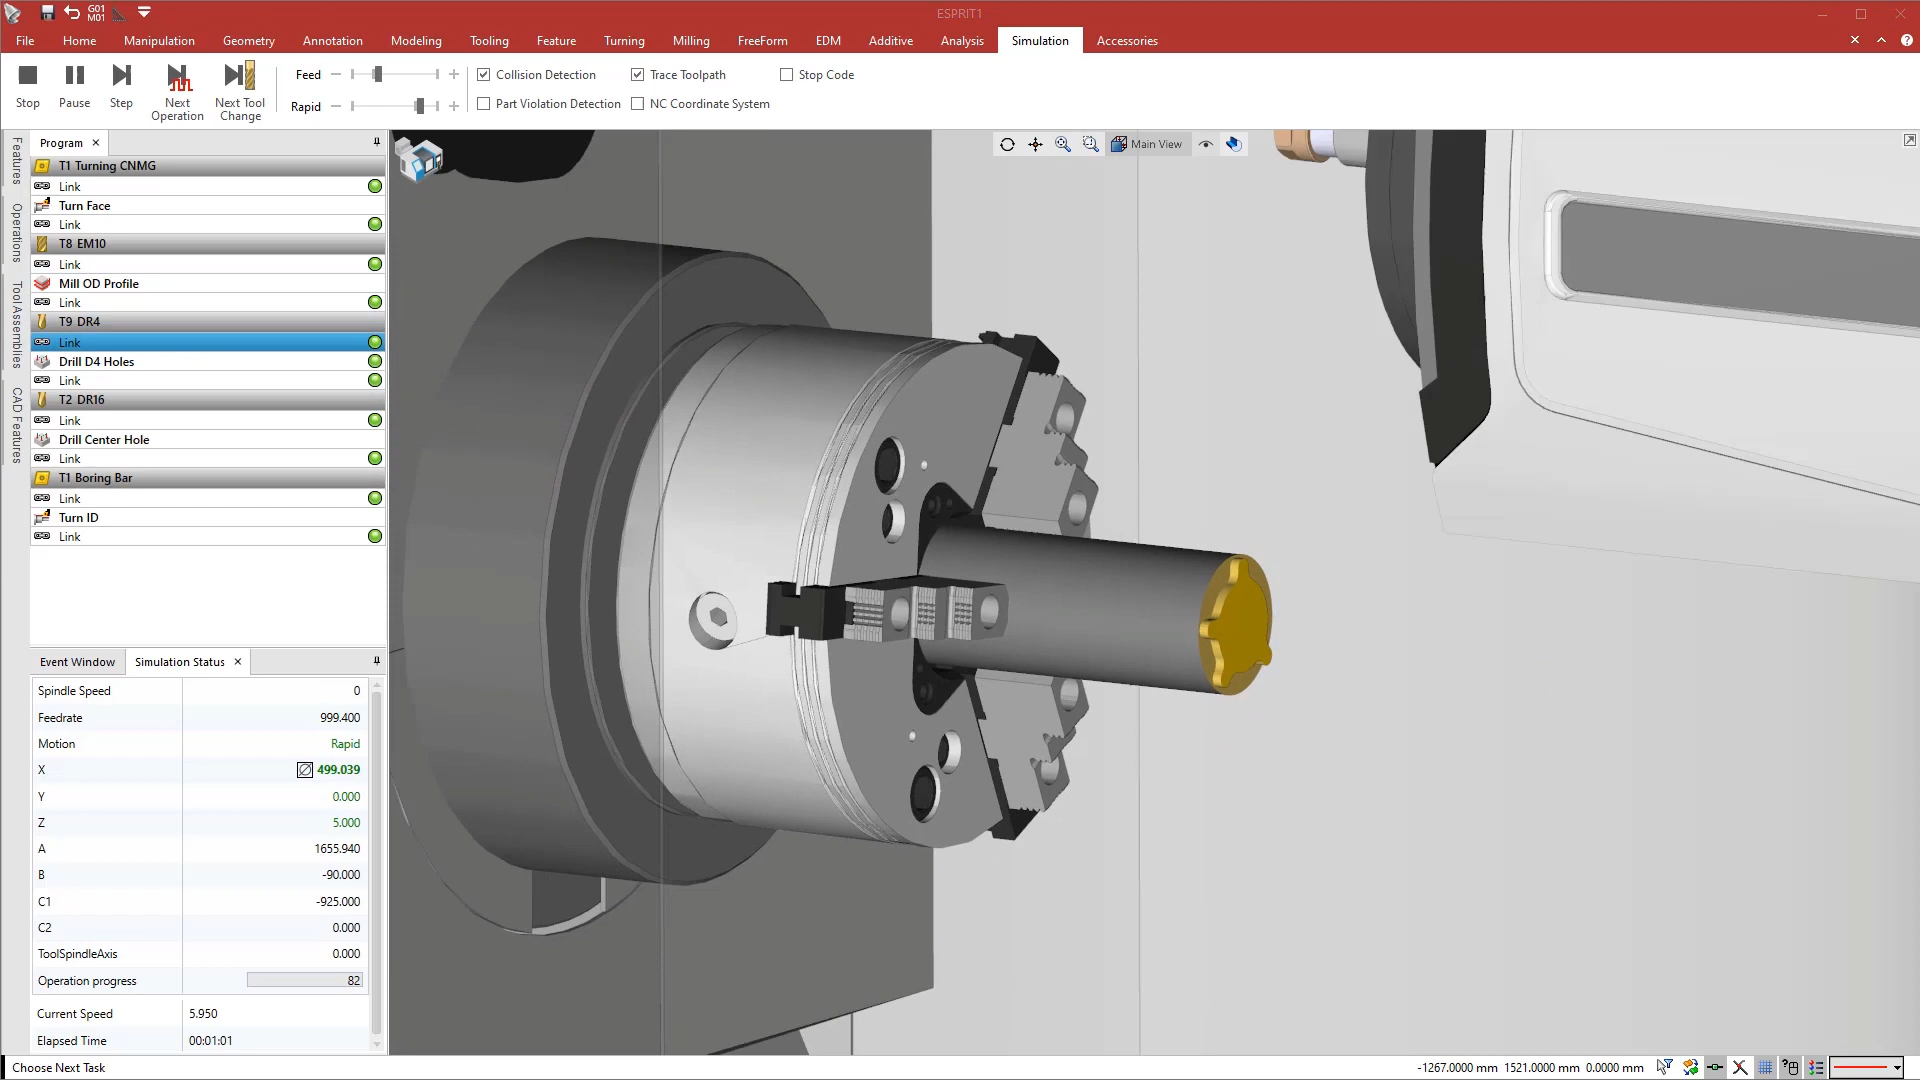 G01
M01
ESPRIT1
File Home Manipulation Geometry Annotation Modeling Tooling Feature Turning Milling FreeForm EDM Additive Analysis Simulation Accessories
Stop
Pause
Step
Next
Operation
Next Tool
Change
Feed
Rapid
Collision Detection
Trace Toolpath
Stop Code
Part Violation Detection
NC Coordinate System
Features
Operations
Tool Assemblies
CAD Features
Program
T1 Turning CNMG
Link
Turn Face
Link
T8 EM10
Link
Mill OD Profile
Link
T9 DR4
Link
Drill D4 Holes
Link
T2 DR16
Link
Drill Center Hole
Link
T1 Boring Bar
Link
Turn ID
Link
Main View
Event Window
Simulation Status
Spindle Speed 0
Feedrate 999.400
Motion Rapid
X 499.039
Y 0.000
Z 5.000
A 1655.940
B -90.000
C1 -925.000
C2 0.000
ToolSpindleAxis 0.000
Operation progress 82
Current Speed 5.950
Elapsed Time 00:01:01
Choose Next Task
-1267.0000 mm 1521.0000 mm 0.0000 mm